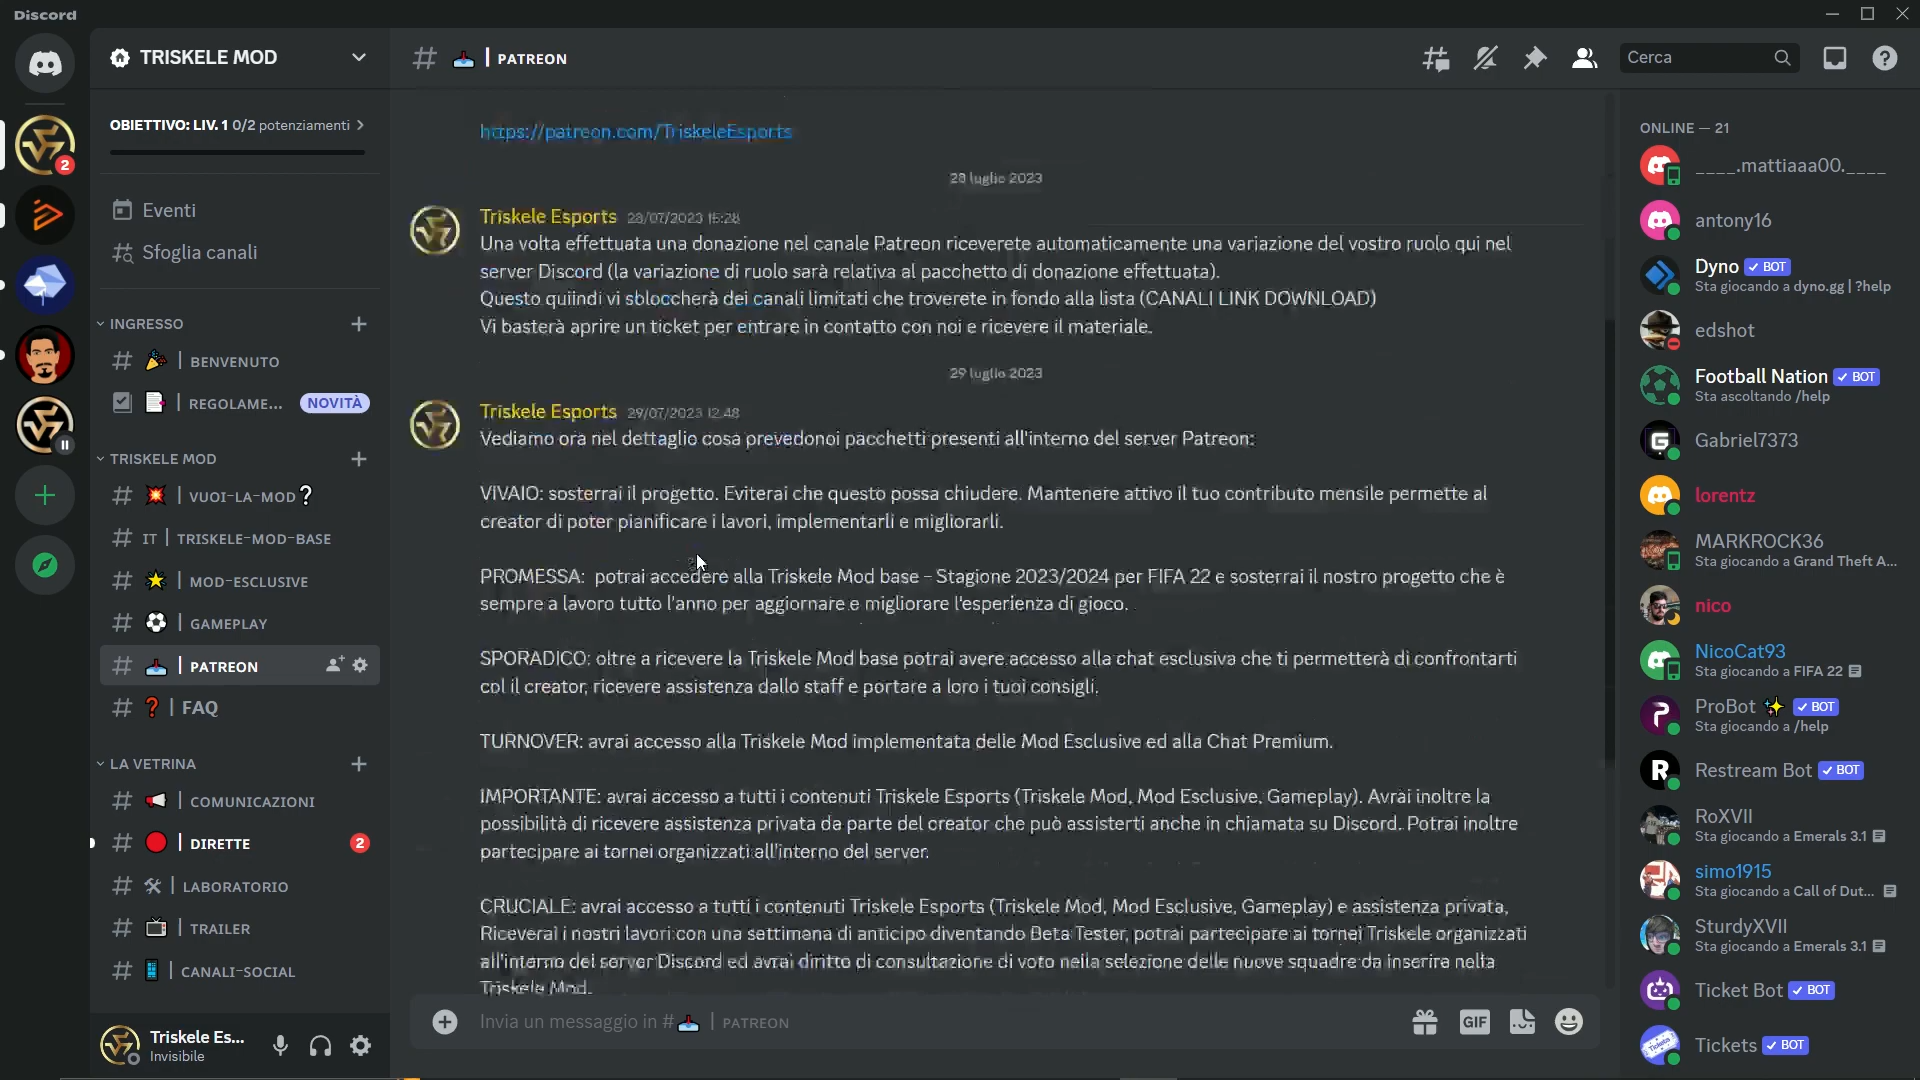 Discord
TRISKELE MOD
OBIETTIVO: LIV. 1 0/2 potenziamenti
2
Eventi
Sfoglia canali
INGRESSO
BENVENUTO
REGOLAME... NOVITÀ
TRISKELE MOD
VUOI-LA-MOD?
IT | TRISKELE-MOD-BASE
MOD-ESCLUSIVE
GAMEPLAY
PATREON
FAQ
LA VETRINA
COMUNICAZIONI
DIRETTE 2
LABORATORIO
TRAILER
CANALI-SOCIAL
Triskele Es...
Invisibile
# | PATREON
Cerca
https://patreon.com/TriskeleEsports
28 luglio 2023
Triskele Esports 28/07/2023 15:28
Una volta effettuata una donazione nel canale Patreon riceverete automaticamente una variazione del vostro ruolo qui nel
server Discord (la variazione di ruolo sarà relativa al pacchetto di donazione effettuata).
Questo quiindi vi sbloccherà dei canali limitati che troverete in fondo alla lista (CANALI LINK DOWNLOAD)
Vi basterà aprire un ticket per entrare in contatto con noi e ricevere il materiale.
29 luglio 2023
Triskele Esports 29/07/2023 12:48
Vediamo ora nel dettaglio cosa prevedonoi pacchetti presenti all'interno del server Patreon:
VIVAIO: sosterrai il progetto. Eviterai che questo possa chiudere. Mantenere attivo il tuo contributo mensile permette al
creator di poter pianificare i lavori, implementarli e migliorarli.
PROMESSA: potrai accedere alla Triskele Mod base - Stagione 2023/2024 per FIFA 22 e sosterrai il nostro progetto che è
sempre a lavoro tutto l'anno per aggiornare e migliorare l'esperienza di gioco.
SPORADICO: oltre a ricevere la Triskele Mod base potrai avere accesso alla chat esclusiva che ti permetterà di confrontarti
col il creator, ricevere assistenza dallo staff e portare a loro i tuoi consigli.
TURNOVER: avrai accesso alla Triskele Mod implementata delle Mod Esclusive ed alla Chat Premium.
IMPORTANTE: avrai accesso a tutti i contenuti Triskele Esports (Triskele Mod, Mod Esclusive, Gameplay). Avrai inoltre la
possibilità di ricevere assistenza privata da parte del creator che può assisterti anche in chiamata su Discord. Potrai inoltre
partecipare ai tornei organizzati all'interno del server.
CRUCIALE: avrai accesso a tutti i contenuti Triskele Esports (Triskele Mod, Mod Esclusive, Gameplay) e assistenza privata,
Riceverai i nostri lavori con una settimana di anticipo diventando Beta Tester, potrai partecipare ai tornei Triskele organizzati
all'interno del server Discord ed avrai diritto di consultazione di voto nella selezione delle nuove squadre da inserire nella
Triskele Mod.
Invia un messaggio in # | PATREON
GIF
ONLINE — 21
____.mattiaaa00.____
antony16
Dyno BOT
Sta giocando a dyno.gg | ?help
edshot
Football Nation BOT
Sta ascoltando /help
Gabriel7373
lorentz
MARKROCK36
Sta giocando a Grand Theft A...
nico
NicoCat93
Sta giocando a FIFA 22
ProBot BOT
Sta giocando a /help
Restream Bot BOT
RoXVII
Sta giocando a Emerals 3.1
simo1915
Sta giocando a Call of Dut...
SturdyXVII
Sta giocando a Emerals 3.1
Ticket Bot BOT
Tickets BOT